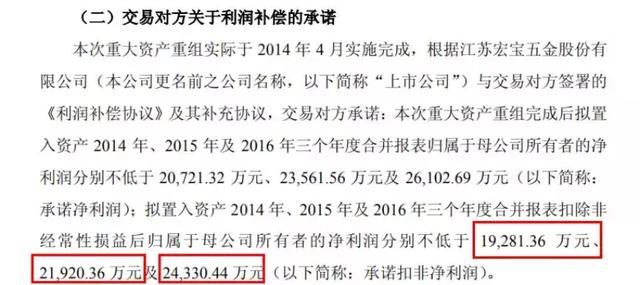 （二）交易对方关于利润补偿的承诺
本次重大资产重组实际于 2014 年 4 月实施完成，根据江苏宏宝五金股份有
限公司（本公司更名前之公司名称，以下简称“上市公司”）与交易对方签署的
《利润补偿协议》及其补充协议，交易对方承诺：本次重大资产重组完成后拟置
入资产 2014 年、2015 年及 2016 年三个年度合并报表归属于母公司所有者的净
利润分别不低于 20,721.32 万元、23,561.56 万元及 26,102.69 万元（以下简称：
承诺净利润）；拟置入资产 2014 年、2015 年及 2016 年三个年度合并报表扣除非
经常性损益后归属于母公司所有者的净利润分别不低于 19,281.36 万元、
21,920.36 万元及 24,330.44 万元（以下简称：承诺扣非净利润）。